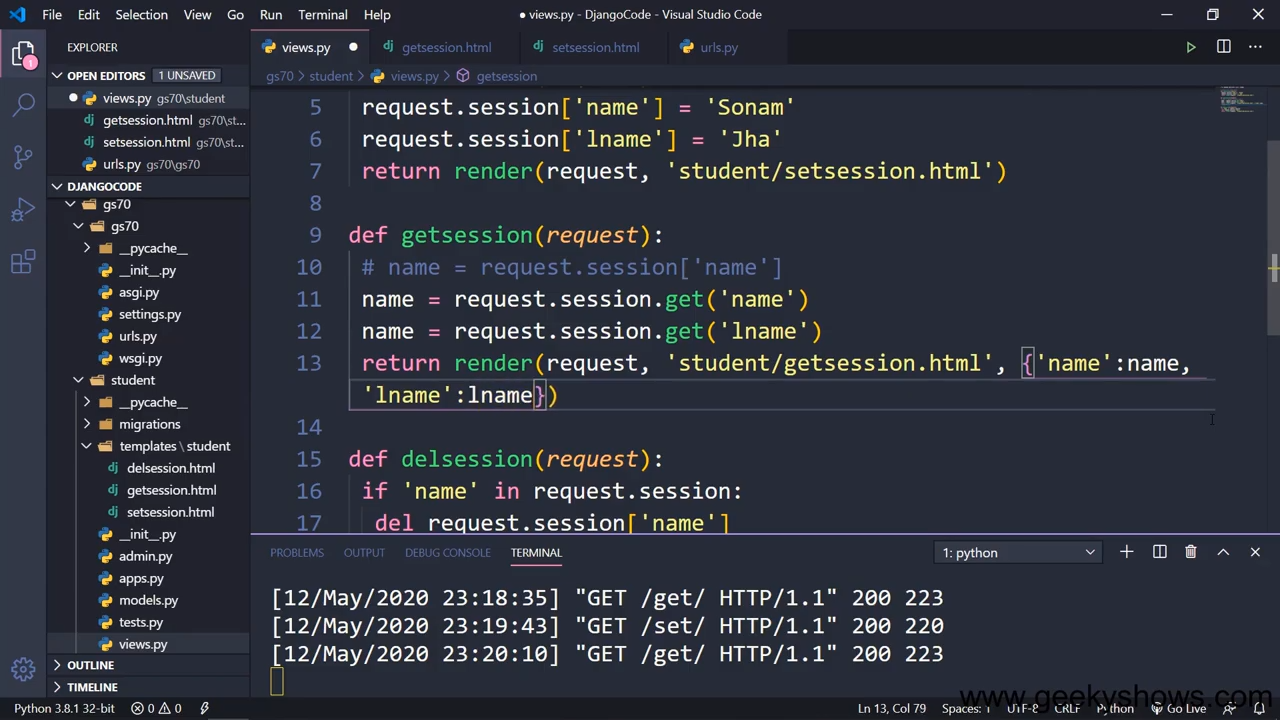 File Edit Selection View Go Run Terminal Help
● views.py - DjangoCode - Visual Studio Code
EXPLORER
1
OPEN EDITORS 1 UNSAVED
views.py gs70\student
getsession.html gs70\st...
setsession.html gs70\st...
urls.py gs70\gs70
DJANGOCODE
gs70
gs70
__pycache__
__init__.py
asgi.py
settings.py
urls.py
wsgi.py
student
__pycache__
migrations
templates \ student
delsession.html
getsession.html
setsession.html
__init__.py
admin.py
apps.py
models.py
tests.py
views.py
OUTLINE
TIMELINE
views.py getsession.html setsession.html urls.py
gs70 > student > views.py > getsession
5 request.session['name'] = 'Sonam'
6 request.session['lname'] = 'Jha'
7 return render(request, 'student/setsession.html')
8
9 def getsession(request):
10 # name = request.session['name']
11 name = request.session.get('name')
12 name = request.session.get('lname')
13 return render(request, 'student/getsession.html', {'name':name,
'lname':lname})
14
15 def delsession(request):
16 if 'name' in request.session:
17 del request.session['name']
PROBLEMS OUTPUT DEBUG CONSOLE TERMINAL 1: python
[12/May/2020 23:18:35] "GET /get/ HTTP/1.1" 200 223
[12/May/2020 23:19:43] "GET /set/ HTTP/1.1" 200 220
[12/May/2020 23:20:10] "GET /get/ HTTP/1.1" 200 223
www.geekyshows.com
Python 3.8.1 32-bit 0 0 Ln 13, Col 79 Spaces: 1 UTF-8 CRLF Python Go Live